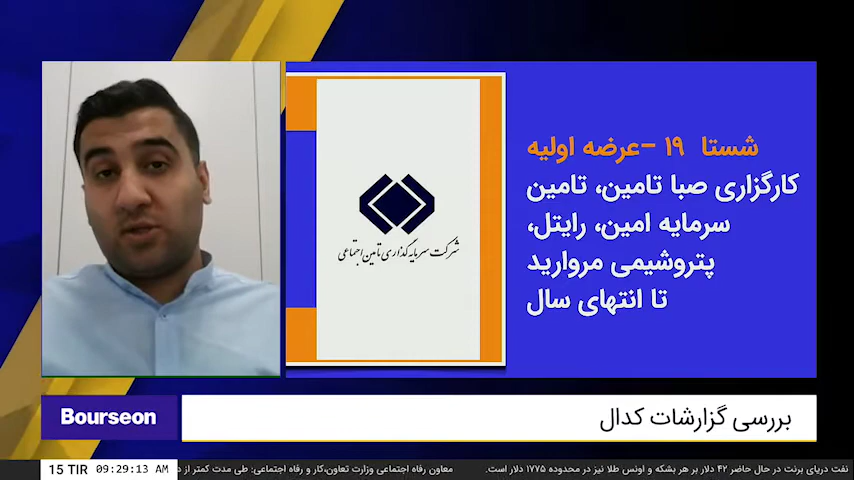 شستا ۱۹ –عرضه اولیه
کارگزاری صبا تامین، تامین
سرمایه امین، رایتل،
پتروشیمی مروارید
تا انتهای سال
شرکت سرمایه گذاری تامین اجتماعی
Bourseon
بررسی گزارشات کدال
15 TIR 09:29:13 AM
نفت دریای برنت در حال حاضر ۴۲ دلار بر هر بشکه و اونس طلا نیز در محدوده ۱۷۷۵ دلار است. معاون رفاه اجتماعی وزارت تعاون،کار و رفاه اجتماعی: طی مدت کمتر از